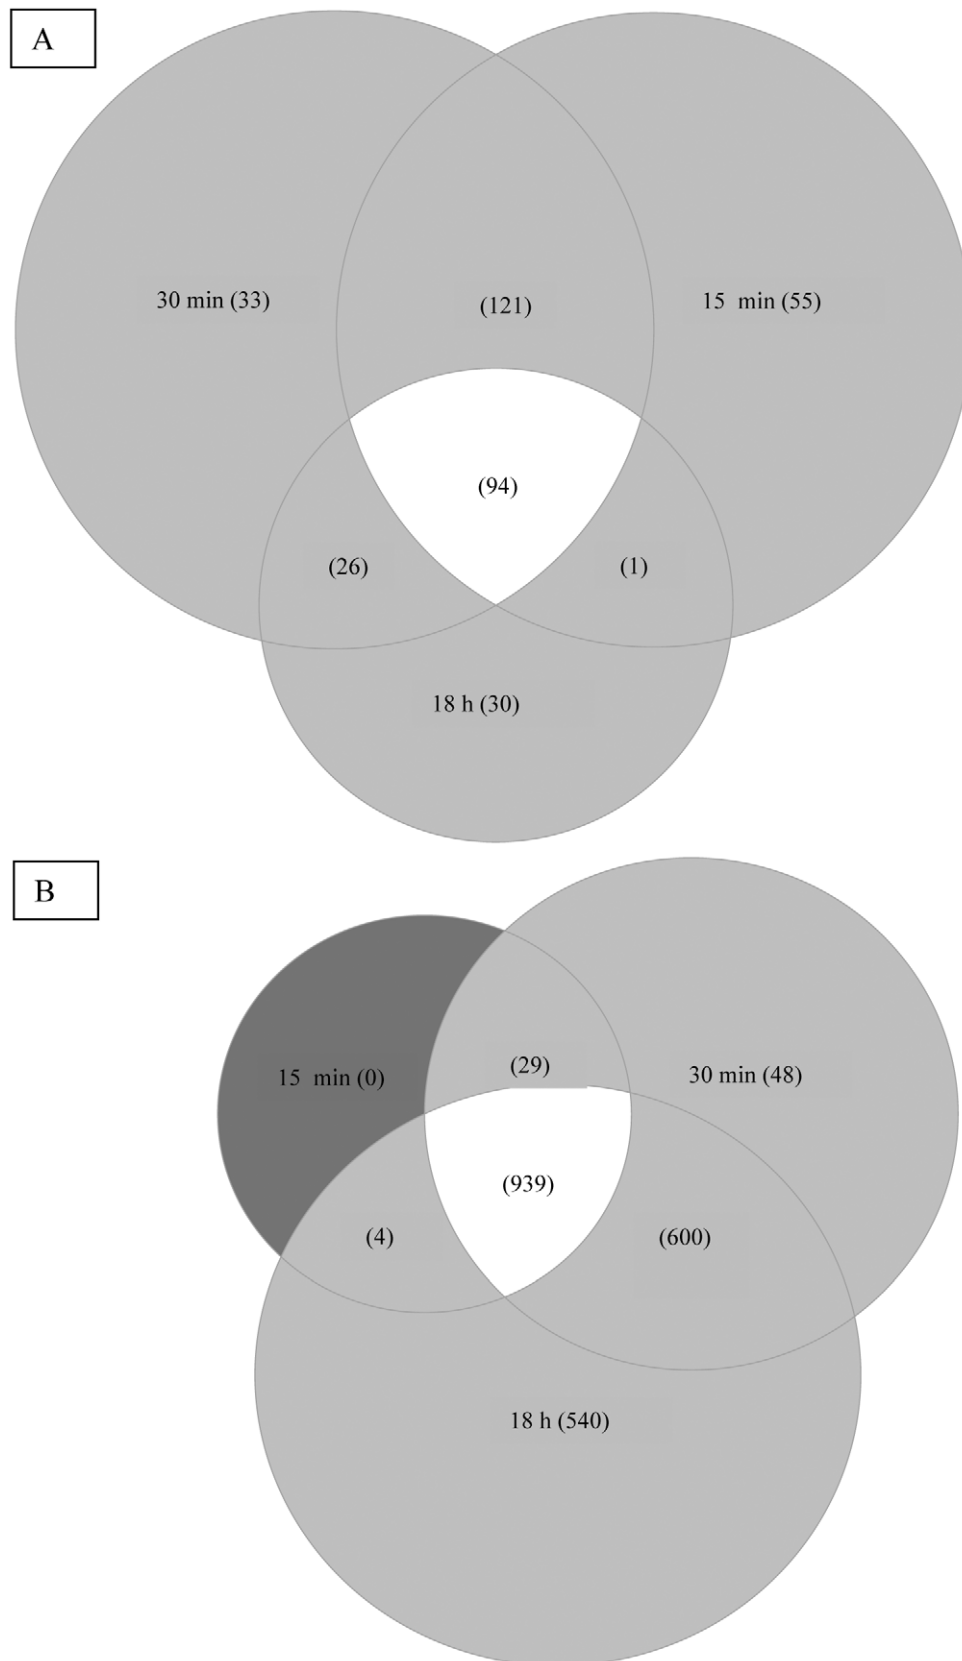 A
30 min (33)
(121)
15 min (55)
(94)
(26)
(1)
18 h (30)
B
15 min (0)
(29)
30 min (48)
(939)
(4)
(600)
18 h (540)